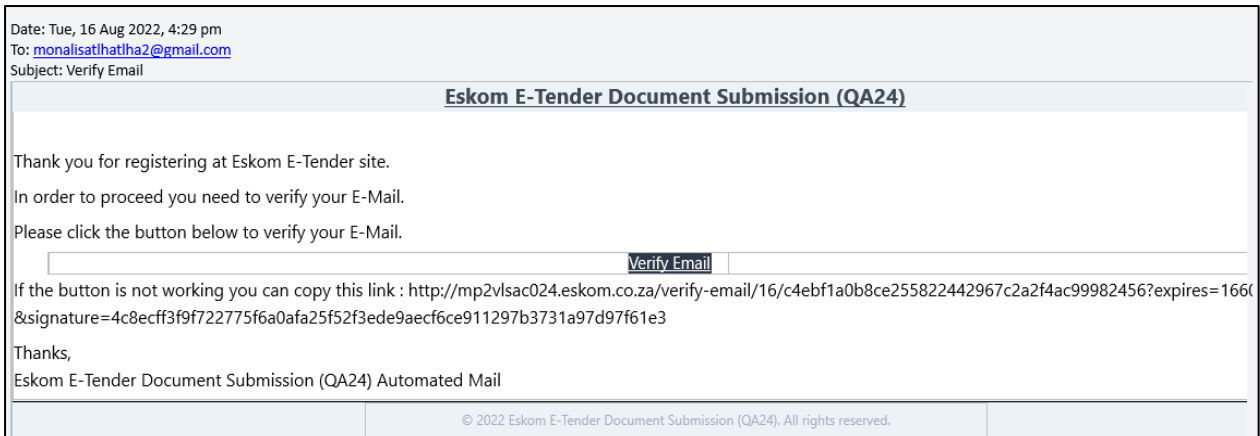 Date: Tue, 16 Aug 2022, 4:29 pm
To: monalisatlhatlha2@gmail.com
Subject: Verify Email
Eskom E-Tender Document Submission (QA24)
Thank you for registering at Eskom E-Tender site.
In order to proceed you need to verify your E-Mail.
Please click the button below to verify your E-Mail.
Verify Email
If the button is not working you can copy this link : http://mp2vlsac024.eskom.co.za/verify-email/16/c4ebf1a0b8ce255822442967c2a2f4ac99982456?expires=1660
&signature=4c8ecff3f9f722775f6a0afa25f52f3ede9aecf6ce911297b3731a97d97f61e3
Thanks,
Eskom E-Tender Document Submission (QA24) Automated Mail
© 2022 Eskom E-Tender Document Submission (QA24). All rights reserved.